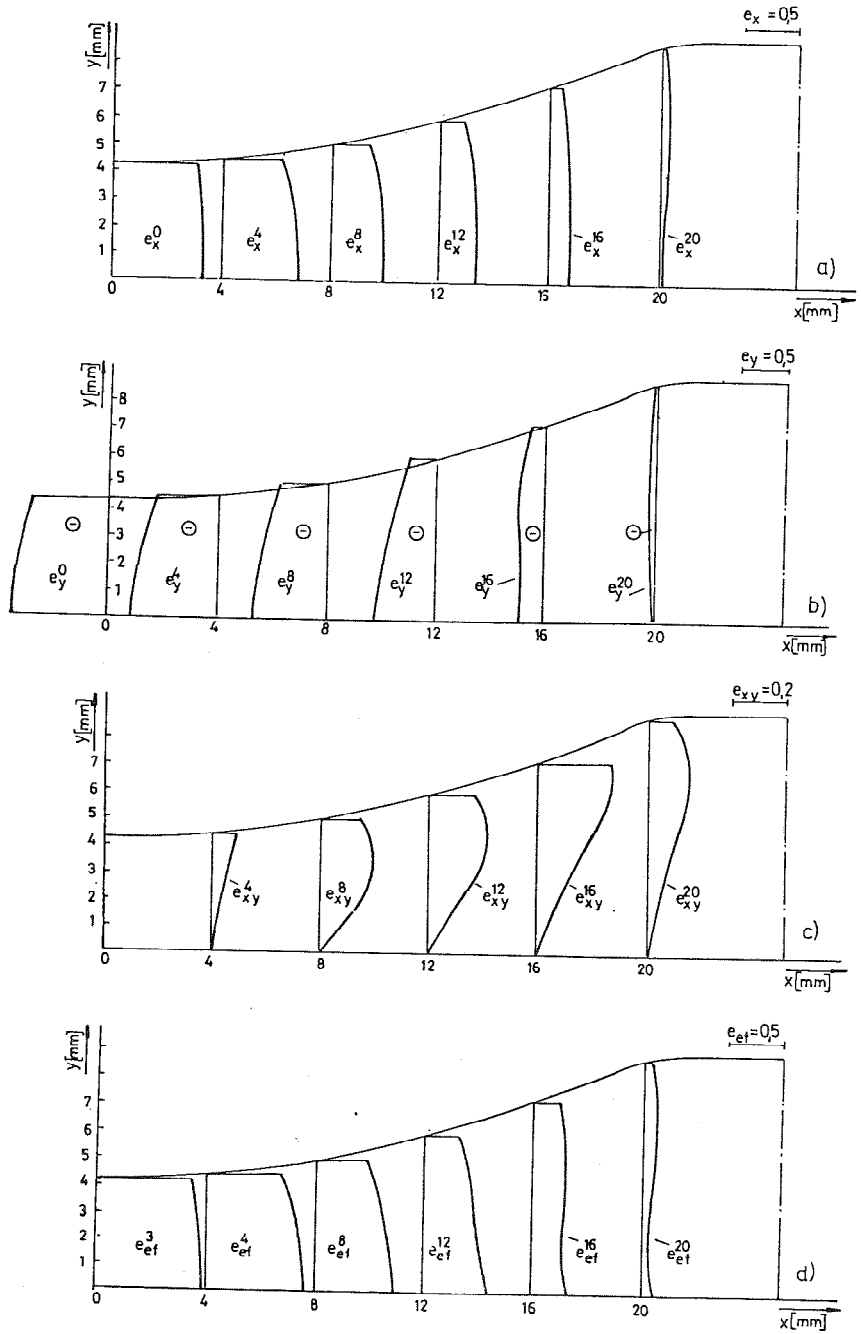 e_x = 0,5
y[mm]
7
6
5
4
3
2
1
e_x^0
e_x^4
e_x^8
e_x^12
e_x^16
e_x^20
a)
0
4
8
12
16
20
x[mm]
e_y = 0,5
y[mm]
8
7
6
5
4
3
2
1
⊖ ⊖ ⊖ ⊖ ⊖ ⊖
e_y^0
e_y^4
e_y^8
e_y^12
e_y^16
e_y^20
b)
0
4
8
12
16
20
x[mm]
e_xy = 0,2
y[mm]
7
6
5
4
3
2
1
e_xy^4
e_xy^8
e_xy^12
e_xy^16
e_xy^20
c)
4
8
12
16
20
x[mm]
e_ef = 0,5
y[mm]
7
6
5
4
3
2
1
e_ef^3
e_ef^4
e_ef^8
e_ef^12
e_ef^16
e_ef^20
d)
0
4
8
12
16
20
x[mm]